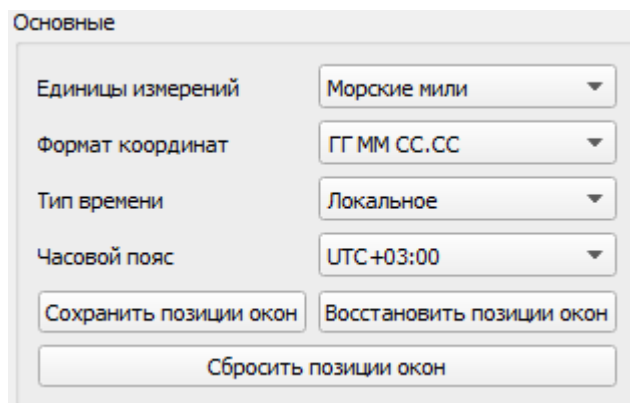 Основные
Единицы измерений Морские мили
Формат координат ГГ ММ СС.СС
Тип времени Локальное
Часовой пояс UTC+03:00
Сохранить позиции окон Восстановить позиции окон
Сбросить позиции окон